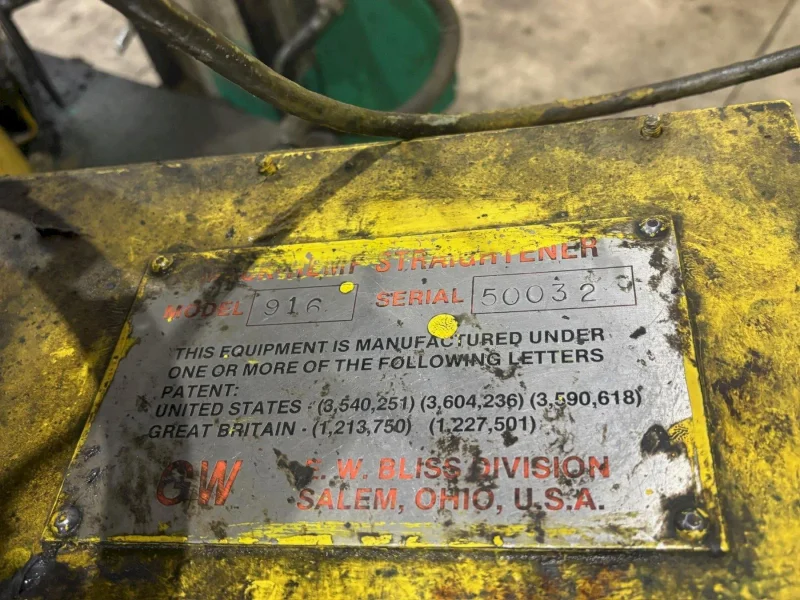 STRAIGHTENER
MODEL 916 SERIAL 50032
THIS EQUIPMENT IS MANUFACTURED UNDER
ONE OR MORE OF THE FOLLOWING LETTERS
PATENT:
UNITED STATES - (3,540,251) (3,604,236) (3,590,618)
GREAT BRITAIN - (1,213,750) (1,227,501)
GW E. W. BLISS DIVISION
SALEM, OHIO, U.S.A.